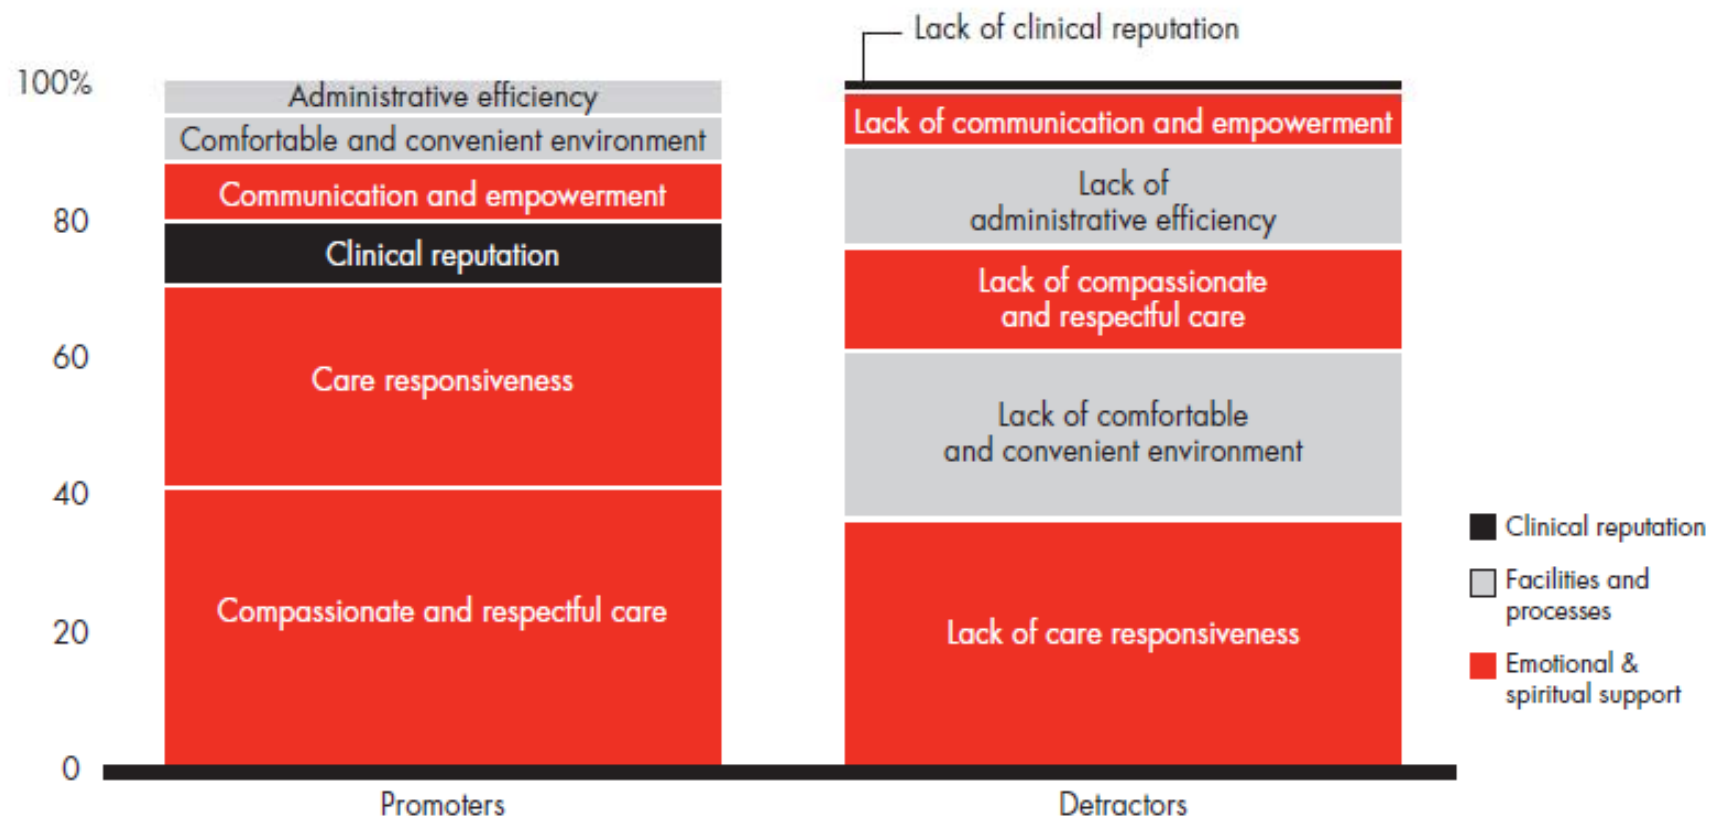 Lack of clinical reputation
100%
Administrative efficiency
Comfortable and convenient environment
Communication and empowerment
80
Clinical reputation
60
Care responsiveness
40
Compassionate and respectful care
20
0
Promoters
Lack of communication and empowerment
Lack of
administrative efficiency
Lack of compassionate
and respectful care
Lack of comfortable
and convenient environment
Lack of care responsiveness
Detractors
Clinical reputation
Facilities and
processes
Emotional &
spiritual support